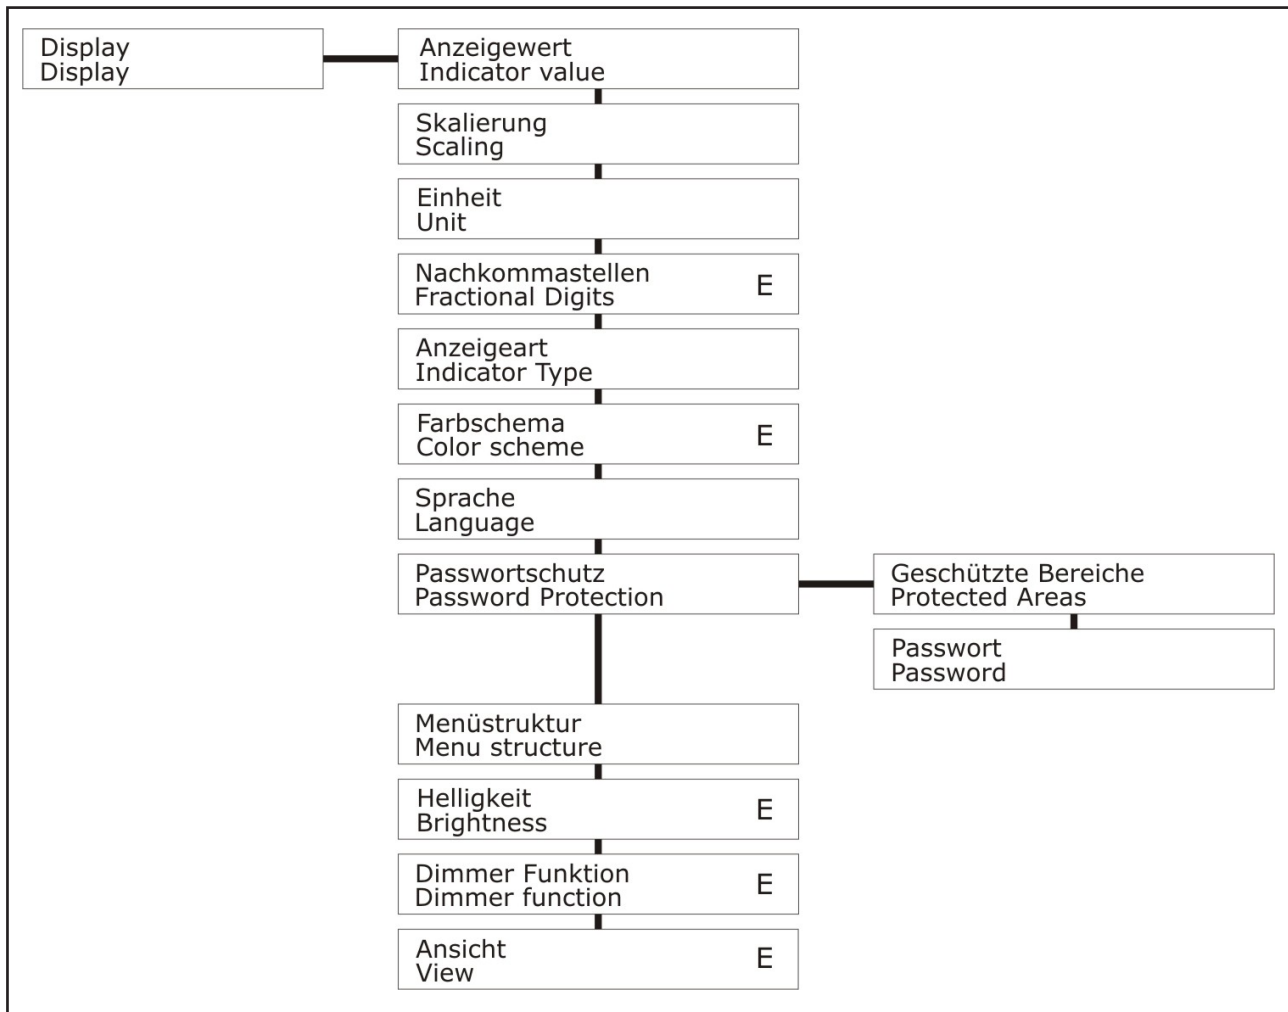 Display
Display
Anzeigewert
Indicator value
Skalierung
Scaling
Einheit
Unit
Nachkommastellen
Fractional Digits
E
Anzeigeart
Indicator Type
Farbschema
Color scheme
E
Sprache
Language
Passwortschutz
Password Protection
Geschützte Bereiche
Protected Areas
Passwort
Password
Menüstruktur
Menu structure
Helligkeit
Brightness
E
Dimmer Funktion
Dimmer function
E
Ansicht
View
E